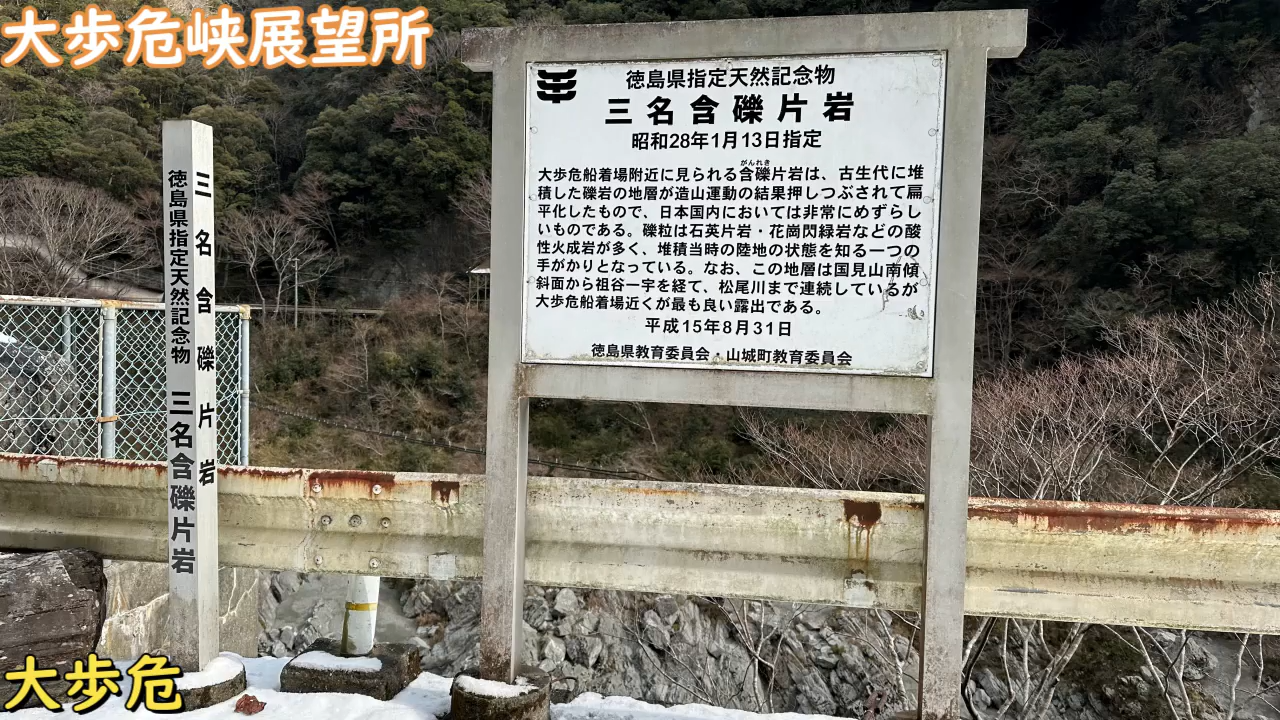 大歩危峡展望所
徳島県指定天然記念物
三名含礫片岩
昭和28年1月13日指定
がんれき
大歩危船着場附近に見られる含礫片岩は、古生代に堆
積した礫岩の地層が造山運動の結果押しつぶされて扁
平化したもので、日本国内においては非常にめずらし
いものである。礫粒は石英片岩・花崗閃緑岩などの酸
性火成岩が多く、堆積当時の陸地の状態を知る一つの
手がかりとなっている。なお、この地層は国見山南傾
斜面から祖谷一宇を経て、松尾川まで連続しているが
大歩危船着場近くが最も良い露出である。
平成15年8月31日
徳島県教育委員会・山城町教育委員会
三名含礫片岩
徳島県指定天然記念物 三名含礫片岩
大歩危